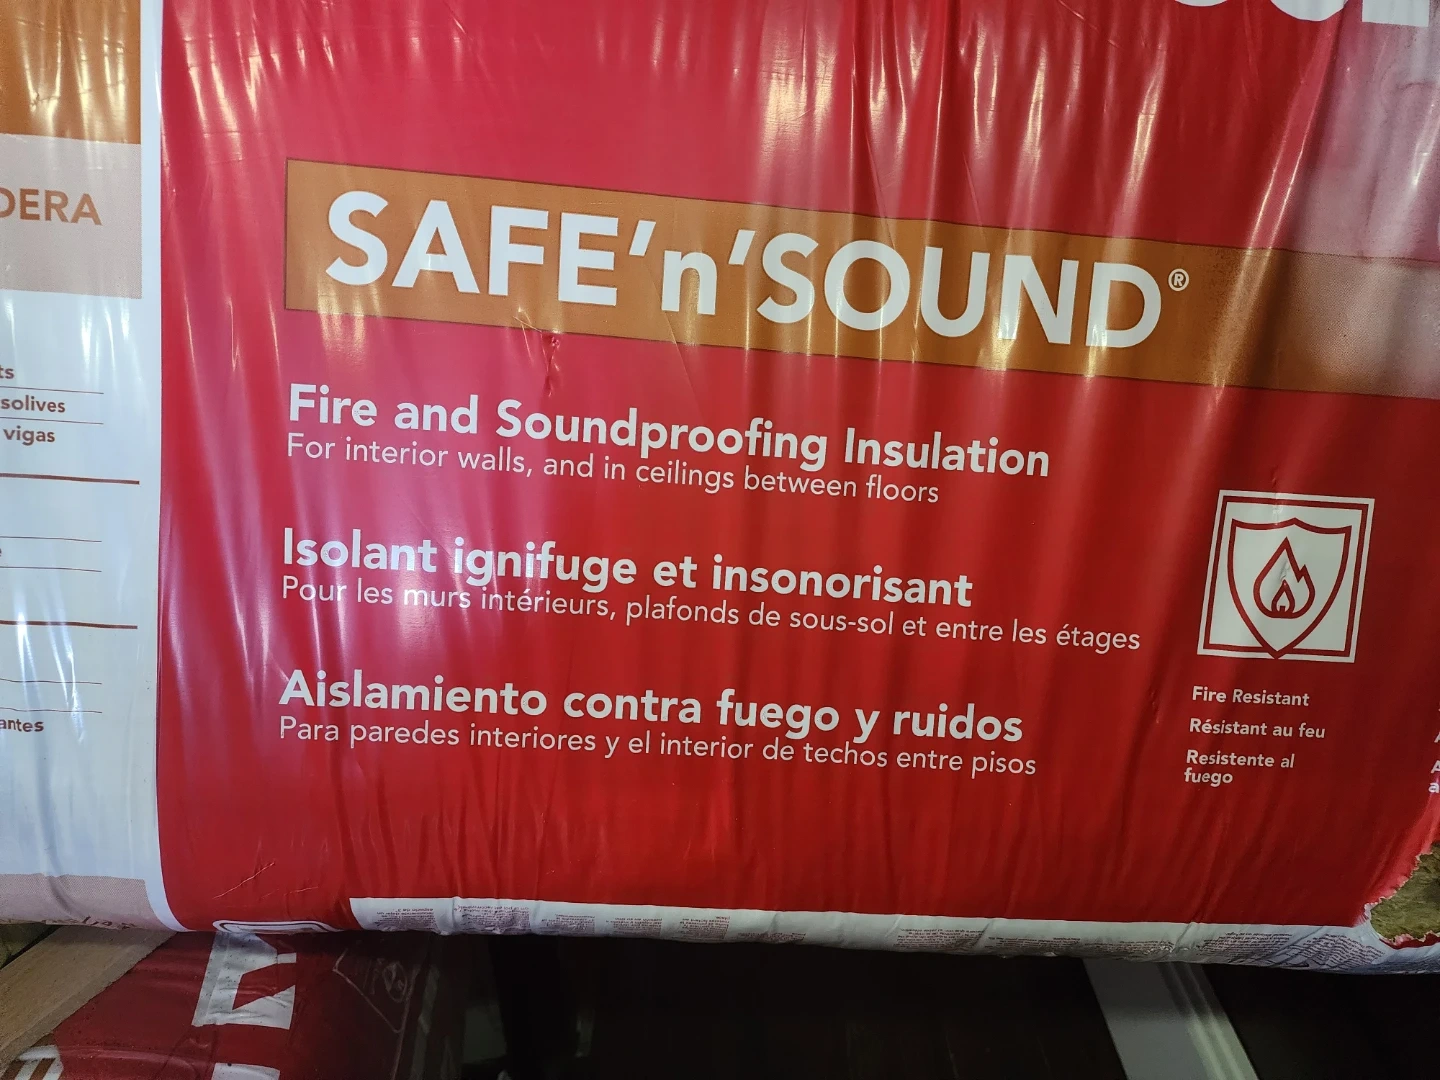 DERA
solives
vigas
antes
SAFE'n'SOUND®
Fire and Soundproofing Insulation
For interior walls, and in ceilings between floors
Isolant ignifuge et insonorisant
Pour les murs intérieurs, plafonds de sous-sol et entre les étages
Aislamiento contra fuego y ruidos
Para paredes interiores y el interior de techos entre pisos
Fire Resistant
Résistant au feu
Resistente al
fuego